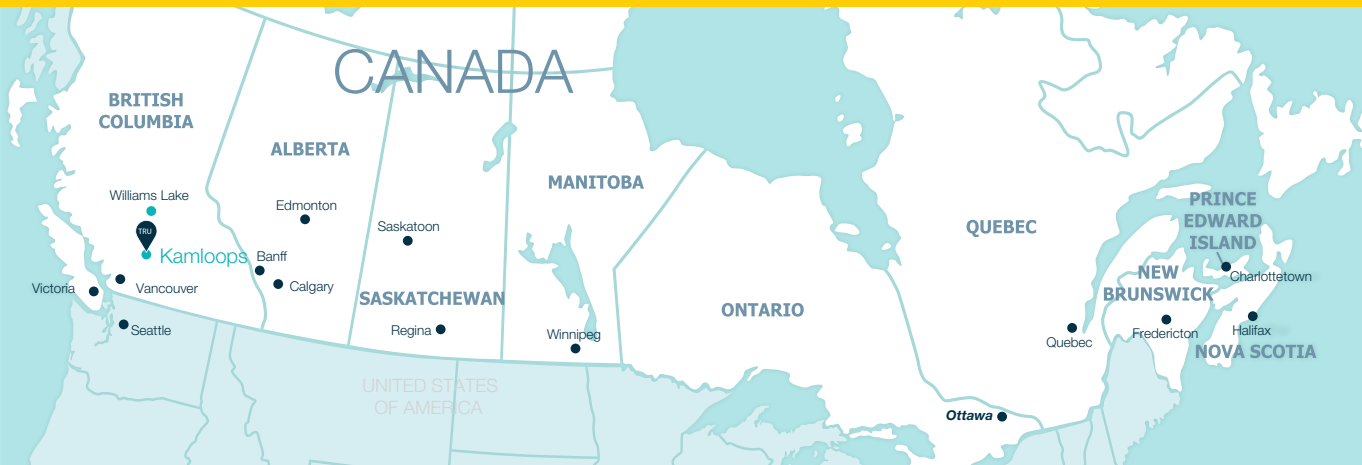 CANADA
BRITISH
COLUMBIA
ALBERTA
MANITOBA
Williams Lake
TRU
Kamloops
Edmonton
Saskatoon
Banff
Calgary
Victoria
Vancouver
Seattle
SASKATCHEWAN
Regina
Winnipeg
ONTARIO
QUEBEC
PRINCE
EDWARD
ISLAND
Charlottetown
NEW
BRUNSWICK
Fredericton
Halifax
NOVA SCOTIA
Quebec
Ottawa
UNITED STATES
OF AMERICA